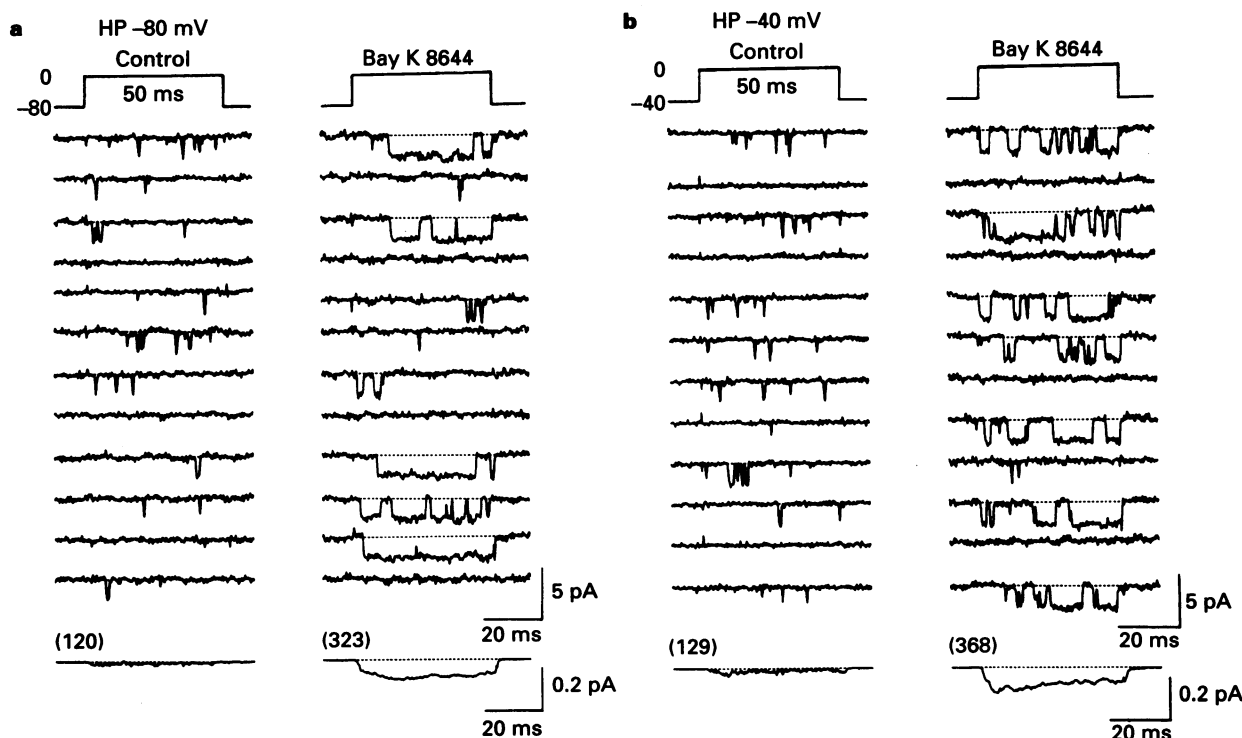 a
HP –80 mV
Control
0
50 ms
–80
Bay K 8644
5 pA
20 ms
(120)
(323)
0.2 pA
20 ms
b
HP –40 mV
Control
0
50 ms
–40
Bay K 8644
5 pA
20 ms
(129)
(368)
0.2 pA
20 ms